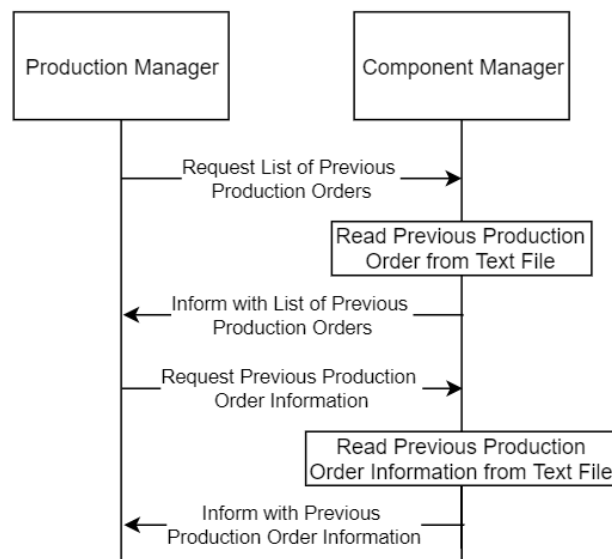 Production Manager
Component Manager
Request List of Previous
Production Orders
Read Previous Production
Order from Text File
Inform with List of Previous
Production Orders
Request Previous Production
Order Information
Read Previous Production
Order Information from Text File
Inform with Previous
Production Order Information